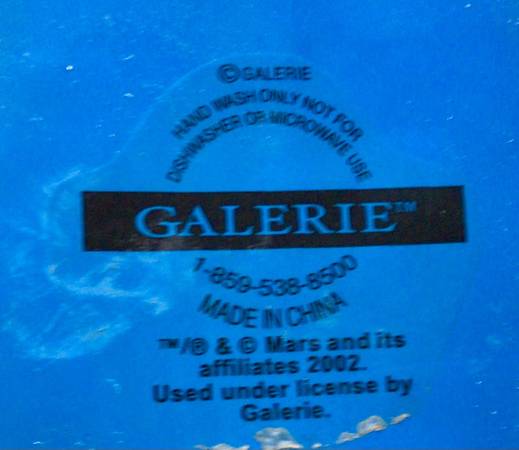 © GALERIE
HAND WASH ONLY NOT FOR
DISHWASHER OR MICROWAVE USE
GALERIE™
1-859-538-8500
MADE IN CHINA
™/® & © Mars and its
affiliates 2002.
Used under license by
Galerie.